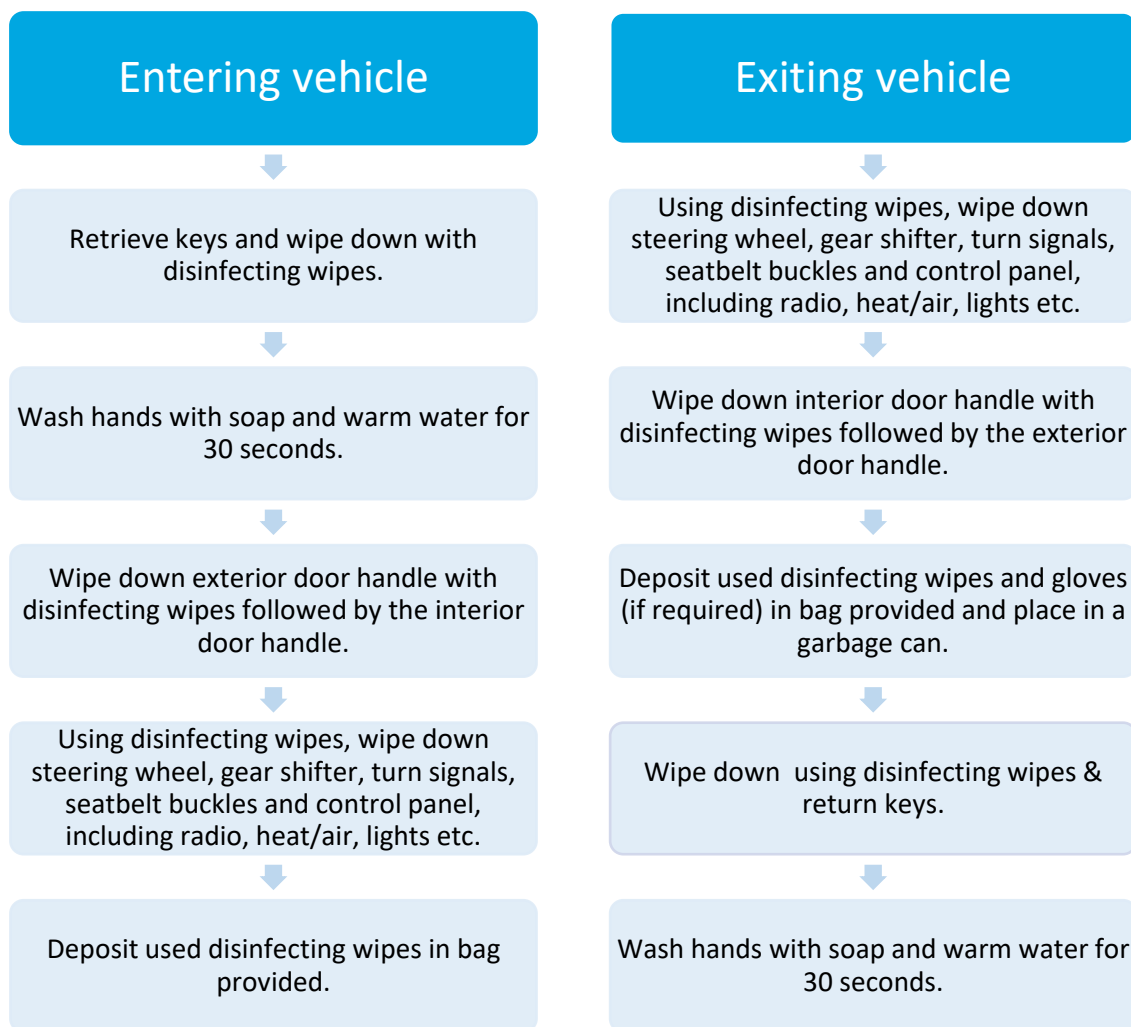 Entering vehicle
Retrieve keys and wipe down with
disinfecting wipes.
Wash hands with soap and warm water for
30 seconds.
Wipe down exterior door handle with
disinfecting wipes followed by the interior
door handle.
Using disinfecting wipes, wipe down
steering wheel, gear shifter, turn signals,
seatbelt buckles and control panel,
including radio, heat/air, lights etc.
Deposit used disinfecting wipes in bag
provided.
Exiting vehicle
Using disinfecting wipes, wipe down
steering wheel, gear shifter, turn signals,
seatbelt buckles and control panel,
including radio, heat/air, lights etc.
Wipe down interior door handle with
disinfecting wipes followed by the exterior
door handle.
Deposit used disinfecting wipes and gloves
(if required) in bag provided and place in a
garbage can.
Wipe down  using disinfecting wipes &
return keys.
Wash hands with soap and warm water for
30 seconds.